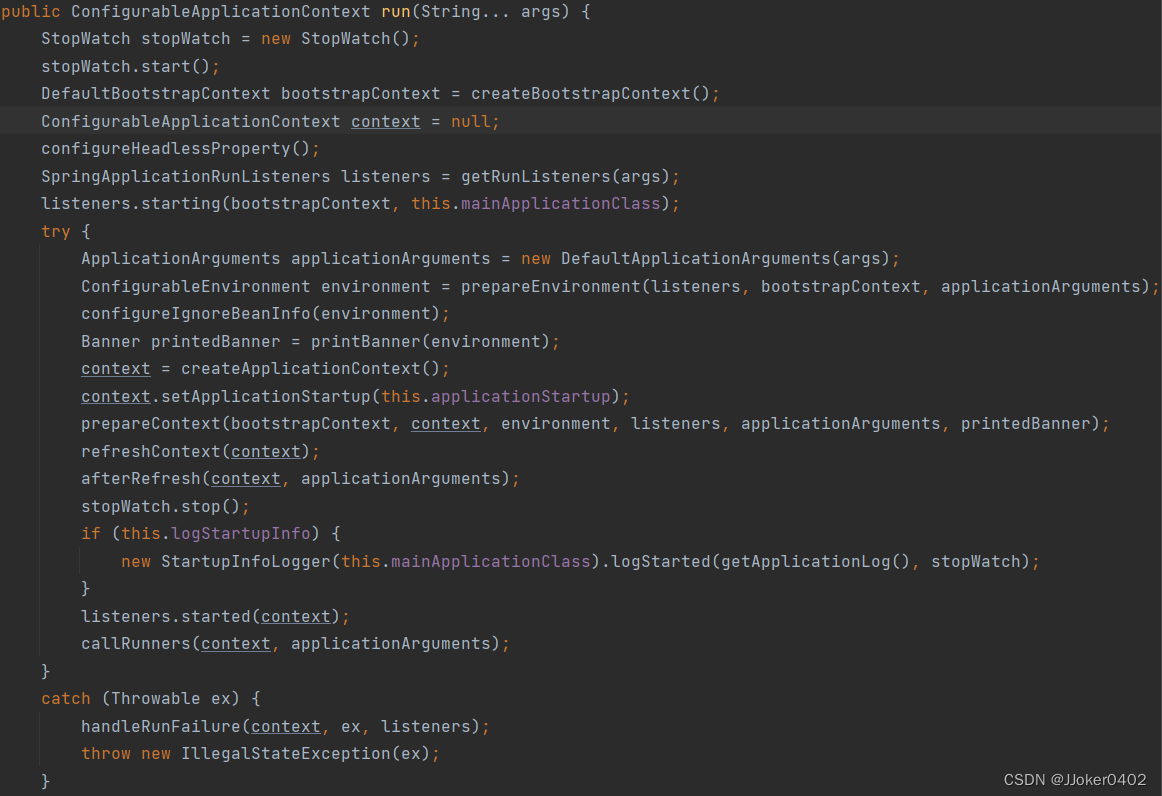 public ConfigurableApplicationContext run(String... args) {
    StopWatch stopWatch = new StopWatch();
    stopWatch.start();
    DefaultBootstrapContext bootstrapContext = createBootstrapContext();
    ConfigurableApplicationContext context = null;
    configureHeadlessProperty();
    SpringApplicationRunListeners listeners = getRunListeners(args);
    listeners.starting(bootstrapContext, this.mainApplicationClass);
    try {
        ApplicationArguments applicationArguments = new DefaultApplicationArguments(args);
        ConfigurableEnvironment environment = prepareEnvironment(listeners, bootstrapContext, applicationArguments);
        configureIgnoreBeanInfo(environment);
        Banner printedBanner = printBanner(environment);
        context = createApplicationContext();
        context.setApplicationStartup(this.applicationStartup);
        prepareContext(bootstrapContext, context, environment, listeners, applicationArguments, printedBanner);
        refreshContext(context);
        afterRefresh(context, applicationArguments);
        stopWatch.stop();
        if (this.logStartupInfo) {
            new StartupInfoLogger(this.mainApplicationClass).logStarted(getApplicationLog(), stopWatch);
        }
        listeners.started(context);
        callRunners(context, applicationArguments);
    }
    catch (Throwable ex) {
        handleRunFailure(context, ex, listeners);
        throw new IllegalStateException(ex);
    }
CSDN @JJoker0402